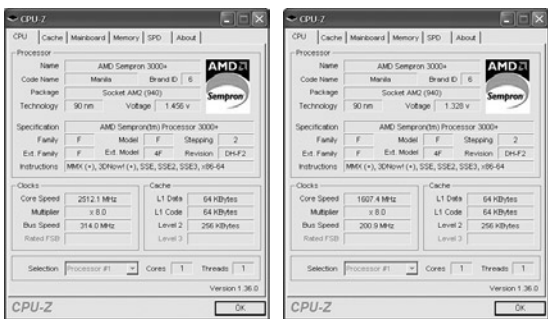 CPU-Z
CPU Cache Mainboard Memory SPD About
Processor
Name AMD Sempron 3000+
Code Name Manila Brand ID 6
Package Socket AM2 (940)
Technology 90 nm Voltage 1.456 v
AMD
Sempron
Specification AMD Sempron(tm) Processor 3000+
Family F Model F Stepping 2
Ext. Family F Ext. Model 4F Revision DH-F2
Instructions MMX (+), 3DNow! (+), SSE, SSE2, SSE3, x86-64
Clocks
Core Speed 2512.1 MHz
Multiplier x 8.0
Bus Speed 314.0 MHz
Rated FSB
Cache
L1 Data 64 KBytes
L1 Code 64 KBytes
Level 2 256 KBytes
Level 3
Selection Processor #1 Cores 1 Threads 1
Version 1.36.0
CPU-Z OK
CPU-Z
CPU Cache Mainboard Memory SPD About
Processor
Name AMD Sempron 3000+
Code Name Manila Brand ID 6
Package Socket AM2 (940)
Technology 90 nm Voltage 1.328 v
AMD
Sempron
Specification AMD Sempron(tm) Processor 3000+
Family F Model F Stepping 2
Ext. Family F Ext. Model 4F Revision DH-F2
Instructions MMX (+), 3DNow! (+), SSE, SSE2, SSE3, x86-64
Clocks
Core Speed 1607.4 MHz
Multiplier x 8.0
Bus Speed 200.9 MHz
Rated FSB
Cache
L1 Data 64 KBytes
L1 Code 64 KBytes
Level 2 256 KBytes
Level 3
Selection Processor #1 Cores 1 Threads 1
Version 1.36.0
CPU-Z OK